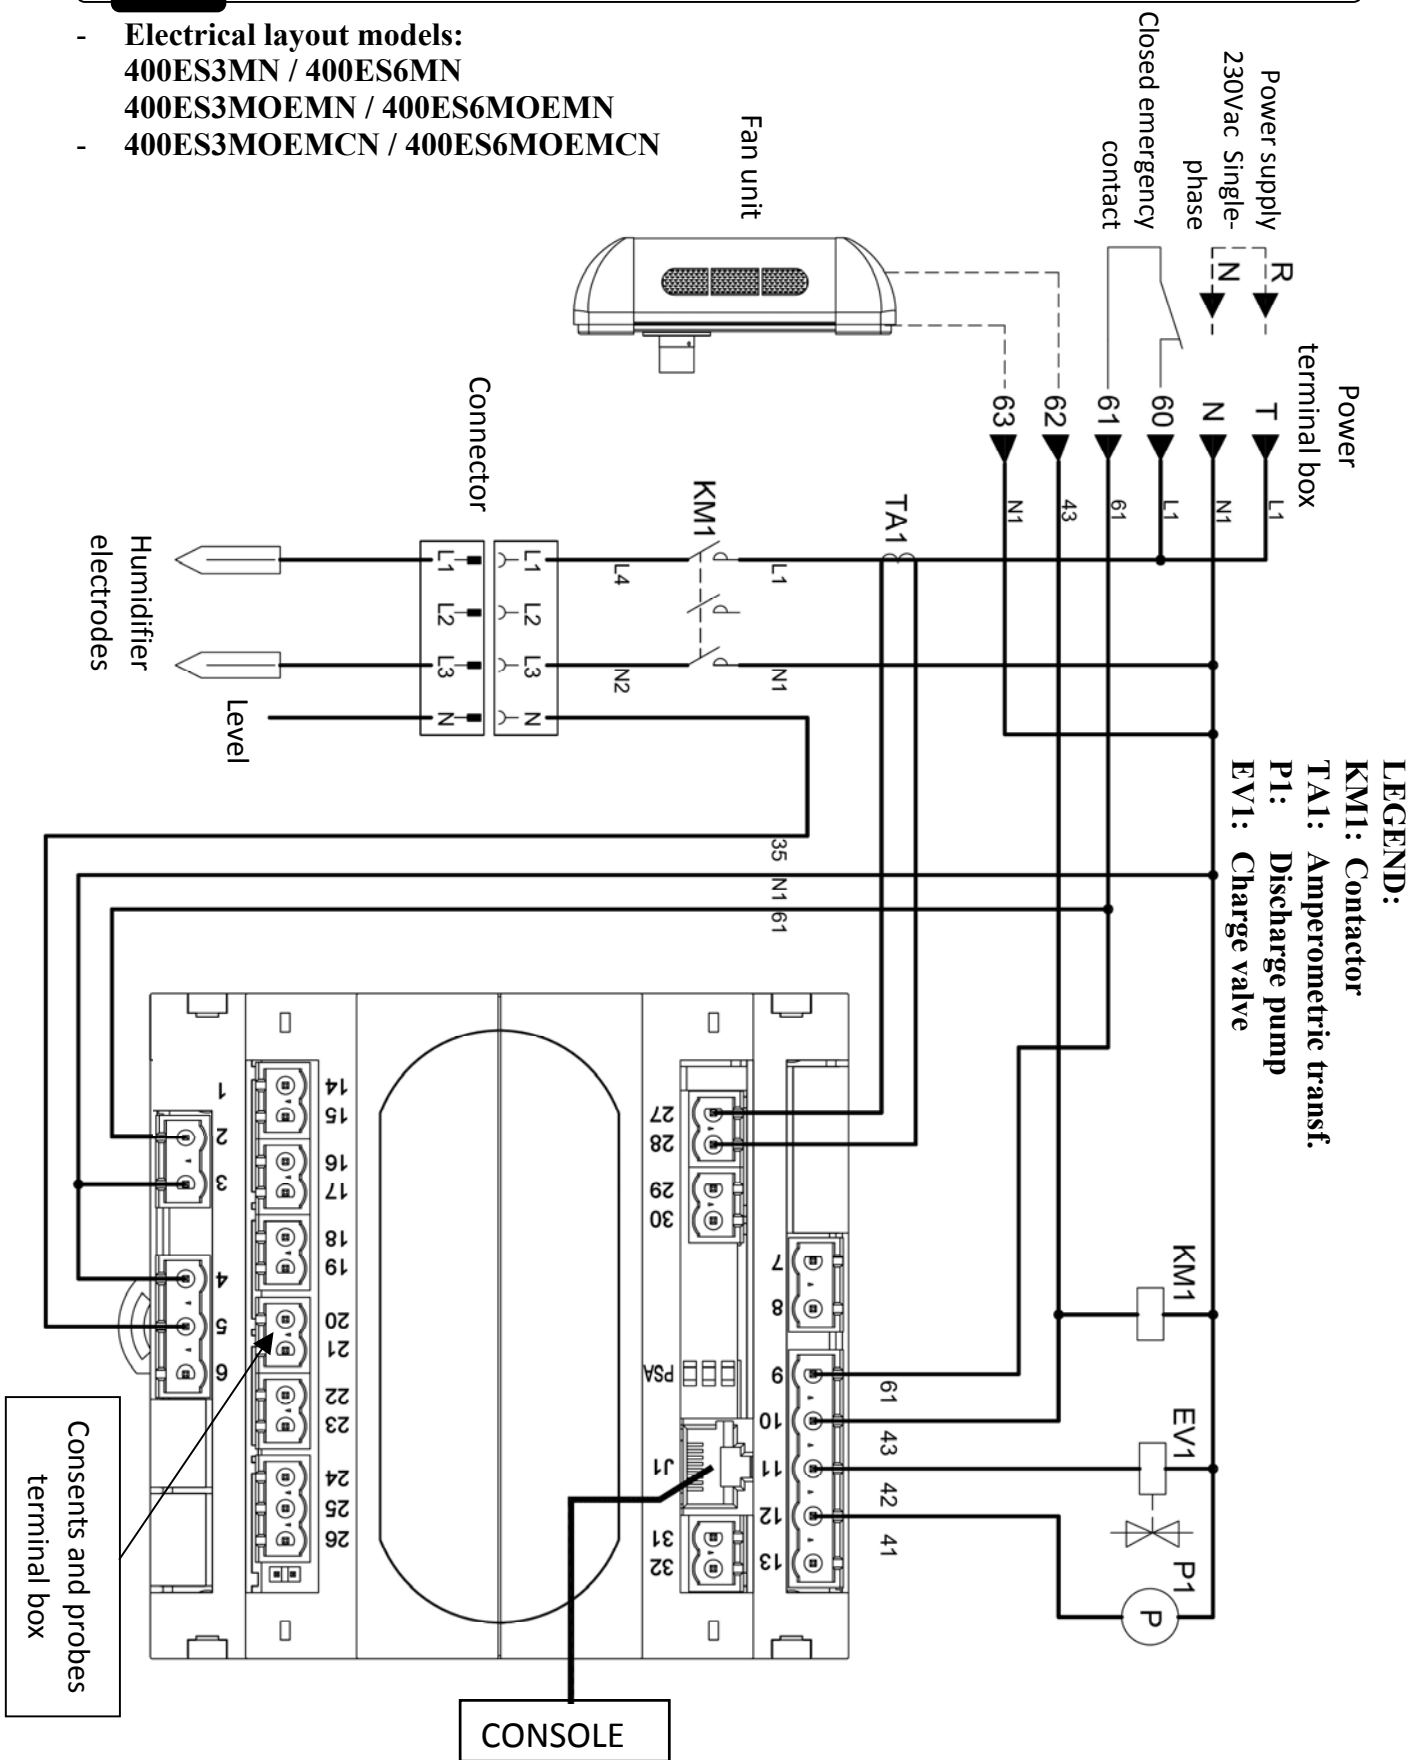 - Electrical layout models:
400ES3MN / 400ES6MN
400ES3MOEMN / 400ES6MOEMN
- 400ES3MOEMCN / 400ES6MOEMCN
Power supply
230Vac Single-
phase
Closed emergency
contact
Fan unit
R
N
Power
terminal box
T
N
60
61
62
63
L1
N1
L1
61
43
N1
TA1
KM1
L1
N1
L4
N2
Connector
L1
L2
L3
N
L1
L2
L3
N
Humidifier
electrodes
Level
LEGEND:
KM1: Contactor
TA1: Amperometric transf.
P1: Discharge pump
EV1: Charge valve
35 N1 61
1
2
3
4
5
6
14
15
16
17
18
19
20
21
22
23
24
25
26
27
28
29
30
PSA
J1
31
32
7
8
9
10
11
12
13
61
43
42
41
KM1
EV1
P1
P
Consents and probes
terminal box
CONSOLE